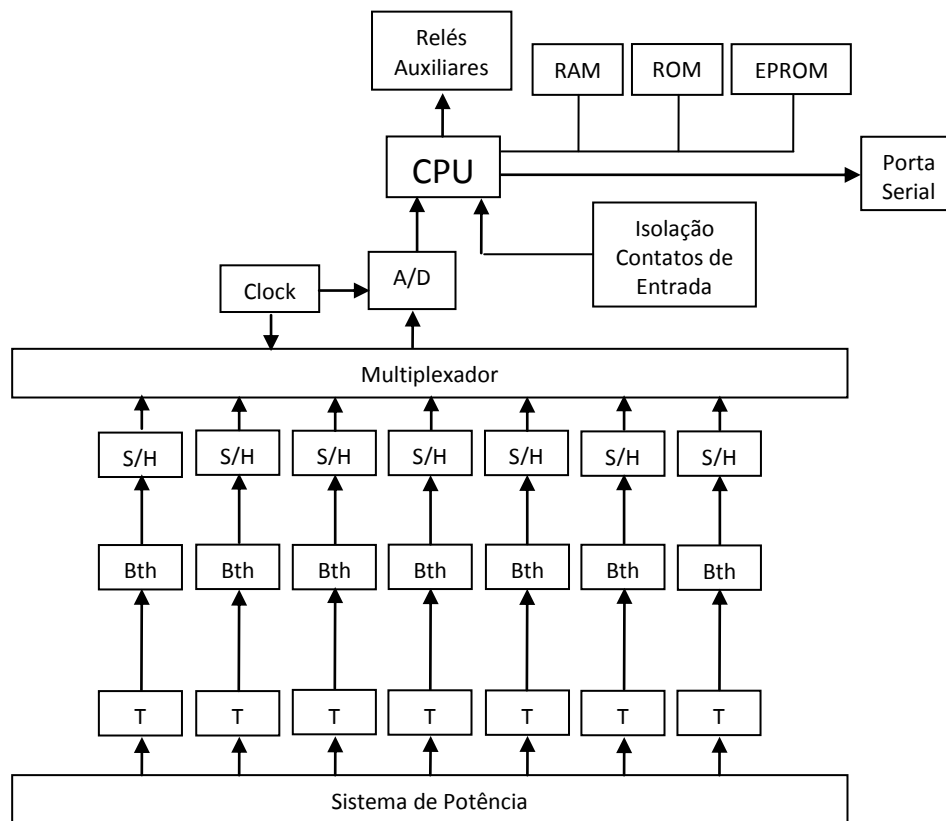 Relés
Auxiliares
RAM
ROM
EPROM
CPU
Porta
Serial
Isolação
Contatos de
Entrada
Clock
A/D
Multiplexador
S/H
S/H
S/H
S/H
S/H
S/H
S/H
Bth
Bth
Bth
Bth
Bth
Bth
Bth
T
T
T
T
T
T
T
Sistema de Potência